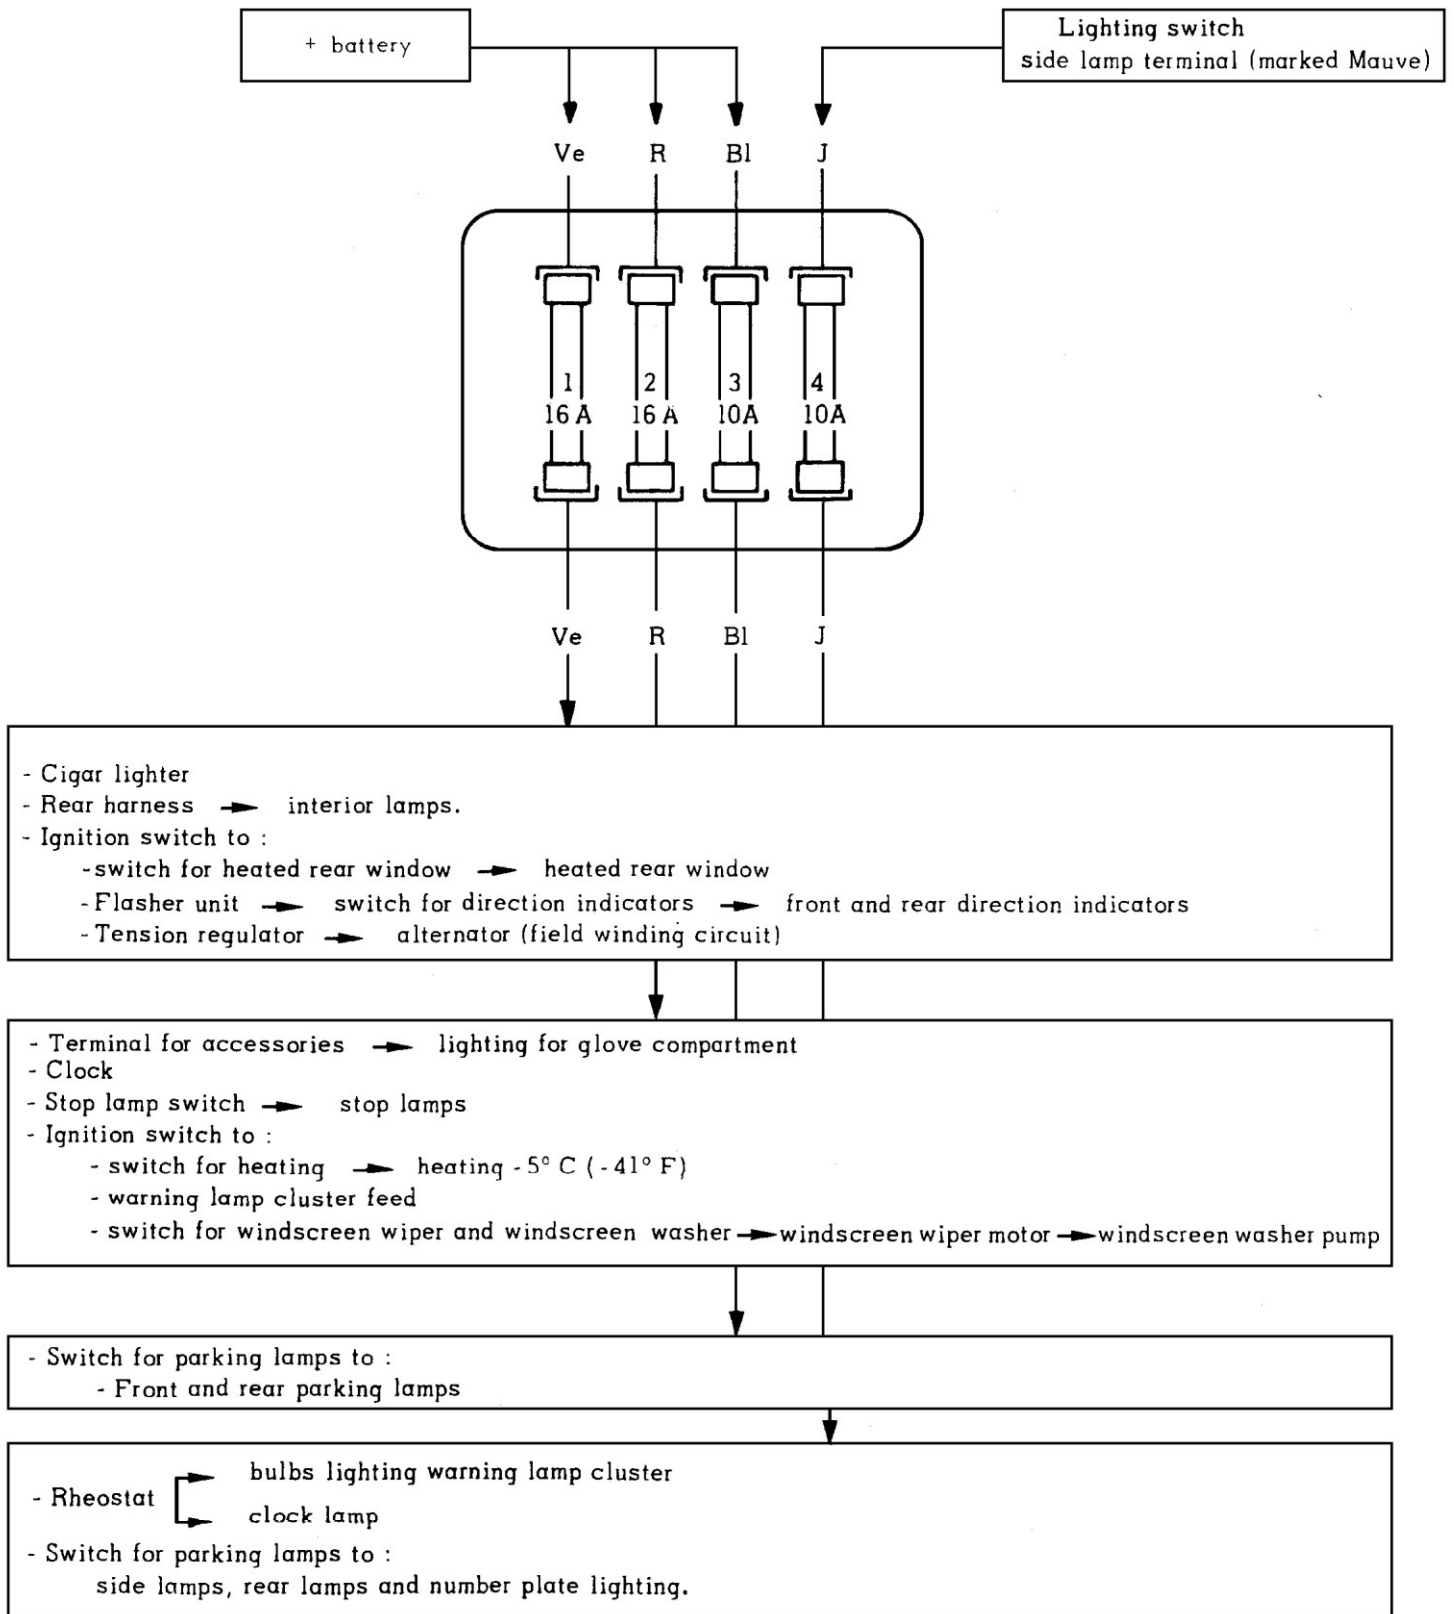 + battery
Lighting switch
side lamp terminal (marked Mauve)
Ve R Bl J
1 2 3 4
16 A 16 A 10A 10A
Ve R Bl J
- Cigar lighter
- Rear harness → interior lamps.
- Ignition switch to :
- switch for heated rear window → heated rear window
- Flasher unit → switch for direction indicators → front and rear direction indicators
- Tension regulator → alternator (field winding circuit)
- Terminal for accessories → lighting for glove compartment
- Clock
- Stop lamp switch → stop lamps
- Ignition switch to :
- switch for heating → heating - 5° C ( - 41° F)
- warning lamp cluster feed
- switch for windscreen wiper and windscreen washer → windscreen wiper motor → windscreen washer pump
- Switch for parking lamps to :
- Front and rear parking lamps
- Rheostat
bulbs lighting warning lamp cluster
clock lamp
- Switch for parking lamps to :
side lamps, rear lamps and number plate lighting.